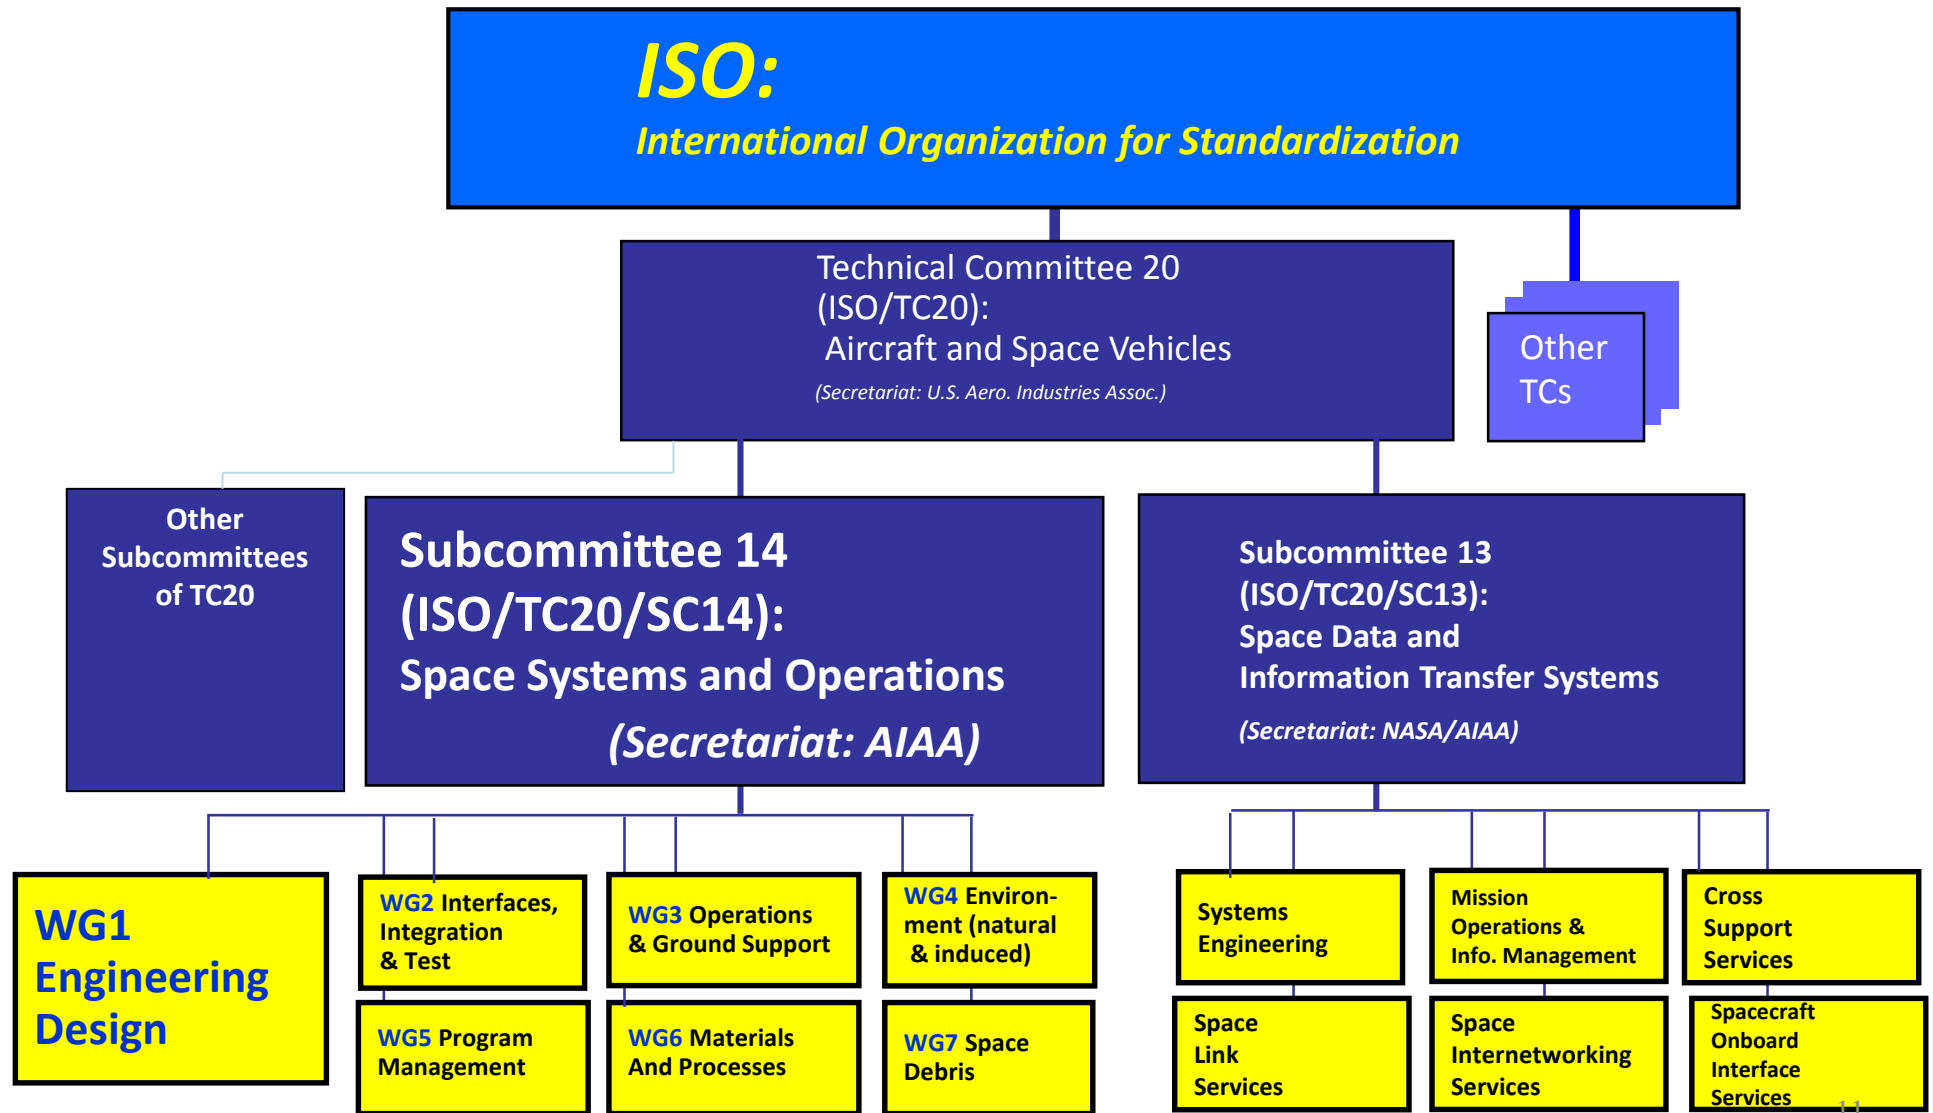 ISO:
International Organization for Standardization
Technical Committee 20
(ISO/TC20):
Aircraft and Space Vehicles
(Secretariat: U.S. Aero. Industries Assoc.)
Other
TCs
Other
Subcommittees
of TC20
Subcommittee 14
(ISO/TC20/SC14):
Space Systems and Operations
(Secretariat: AIAA)
Subcommittee 13
(ISO/TC20/SC13):
Space Data and
Information Transfer Systems
(Secretariat: NASA/AIAA)
WG1
Engineering
Design
WG2 Interfaces,
Integration
& Test
WG3 Operations
& Ground Support
WG4 Environ-
ment (natural
& induced)
WG5 Program
Management
WG6 Materials
And Processes
WG7 Space
Debris
Systems
Engineering
Mission
Operations &
Info. Management
Cross
Support
Services
Space
Link
Services
Space
Internetworking
Services
Spacecraft
Onboard
Interface
Services
11